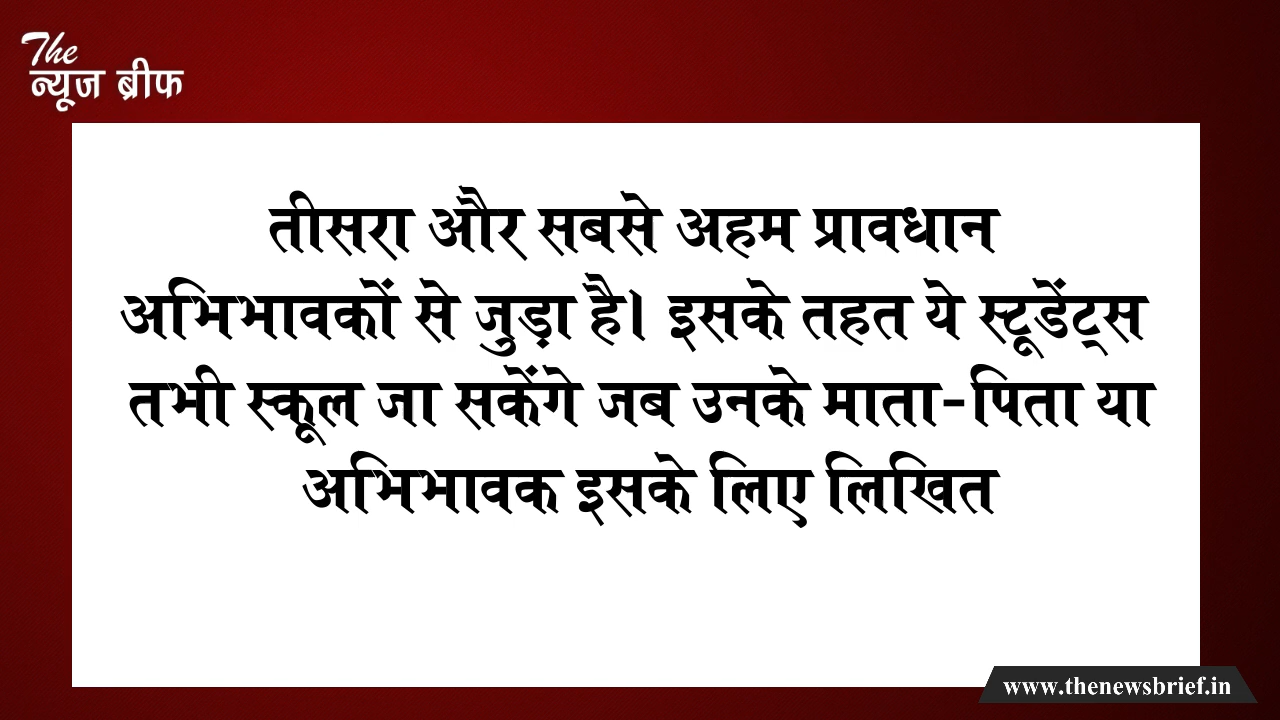 The
न्यूज ब्रीफ
तीसरा और सबसे अहम प्रावधान
अभिभावकों से जुड़ा है। इसके तहत ये स्टूडेंट्स
तभी स्कूल जा सकेंगे जब उनके माता-पिता या
अभिभावक इसके लिए लिखित
www.thenewsbrief.in